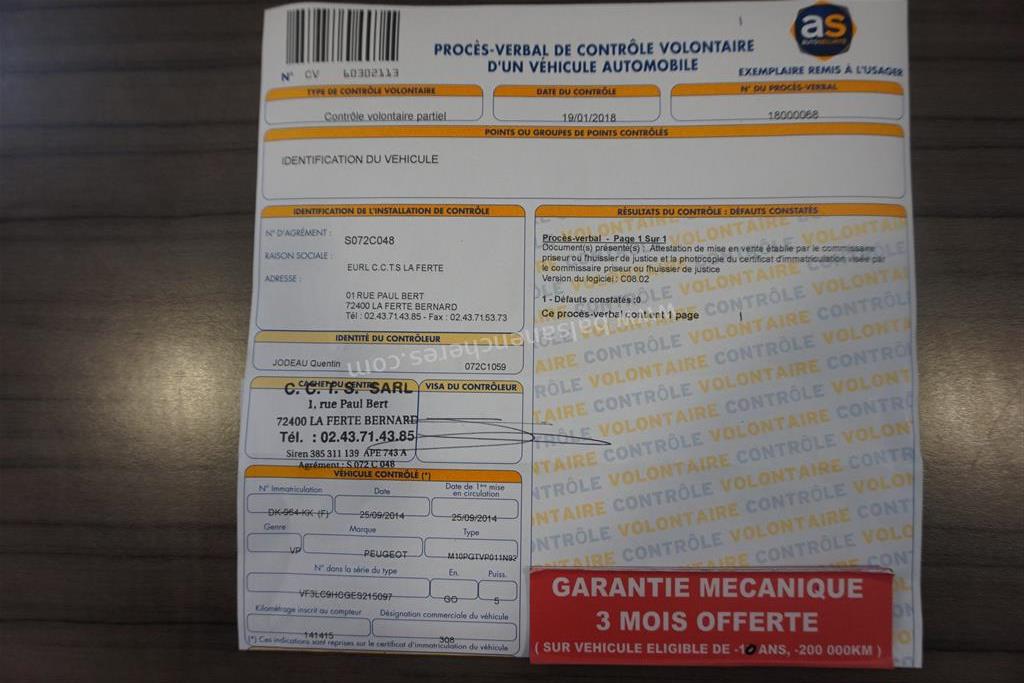 as
AUTOSECURITE
PROCÈS-VERBAL DE CONTRÔLE VOLONTAIRE
D'UN VÉHICULE AUTOMOBILE
EXEMPLAIRE REMIS À L'USAGER
N° CV 60302113
TYPE DE CONTRÔLE VOLONTAIRE
Contrôle volontaire partiel
DATE DU CONTRÔLE
19/01/2018
N° DU PROCÈS-VERBAL
18000068
POINTS OU GROUPES DE POINTS CONTRÔLÉS
IDENTIFICATION DU VEHICULE
IDENTIFICATION DE L'INSTALLATION DE CONTRÔLE
N° D'AGRÉMENT : S072C048
RAISON SOCIALE : EURL C.C.T.S LA FERTE
ADRESSE :
01 RUE PAUL BERT
72400 LA FERTE BERNARD
Tél : 02.43.71.43.85 - Fax : 02.43.71.53.73
IDENTITÉ DU CONTRÔLEUR
JODEAU Quentin 072C1059
CACHET DU CENTRE
C. C. T. S. SARL
1, rue Paul Bert
72400 LA FERTE BERNARD
Tél. : 02.43.71.43.85
Siren 385 311 139 APE 743 A
Agrément : S 072 C 048
VISA DU CONTRÔLEUR
VÉHICULE CONTRÔLÉ (*)
N° Immatriculation
DK-964-KK (F)
Date
25/09/2014
Date de 1ère mise
en circulation
25/09/2014
Genre
VP
Marque
PEUGEOT
Type
M10PGTVP011N92
N° dans la série du type
VF3LC9HCGES215097
En.
GO
Puiss.
5
Kilométrage inscrit au compteur
141415
Désignation commerciale du véhicule
308
(*) Ces indications sont reprises sur le certificat d'immatriculation du véhicule
RÉSULTATS DU CONTRÔLE : DÉFAUTS CONSTATÉS
Procès-verbal - Page 1 Sur 1
Document(s) présenté(s) : Attestation de mise en vente établie par le commissaire
priseur ou l'huissier de justice et la photocopie du certificat d'immatriculation visée par
le commissaire priseur ou l'huissier de justice
Version du logiciel : C08.02
1 - Défauts constatés :0
Ce procès-verbal contient 1 page
www.balsanencheres.com
CONTRÔLE VOLONTAIRE
GARANTIE MECANIQUE
3 MOIS OFFERTE
( SUR VEHICULE ELIGIBLE DE -10 ANS, -200 000KM )